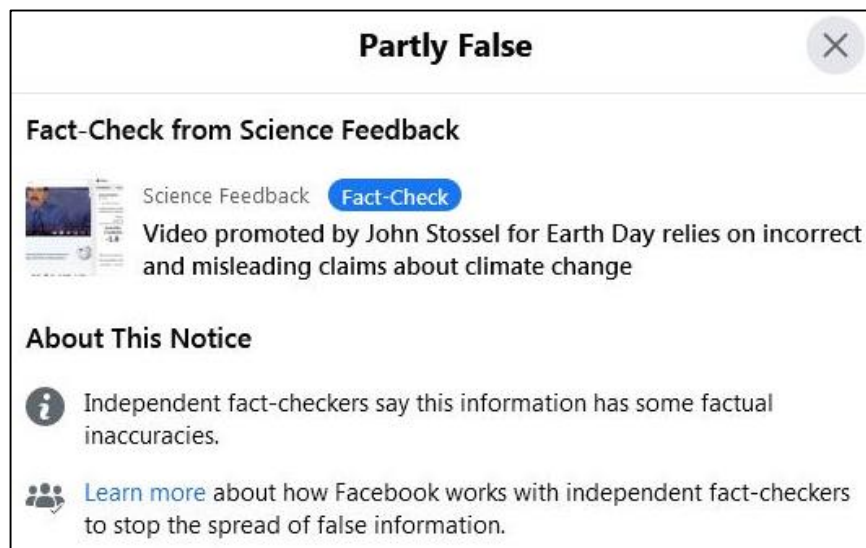 Partly False
Fact-Check from Science Feedback
Science Feedback Fact-Check
Video promoted by John Stossel for Earth Day relies on incorrect
and misleading claims about climate change
About This Notice
Independent fact-checkers say this information has some factual
inaccuracies.
Learn more about how Facebook works with independent fact-checkers
to stop the spread of false information.